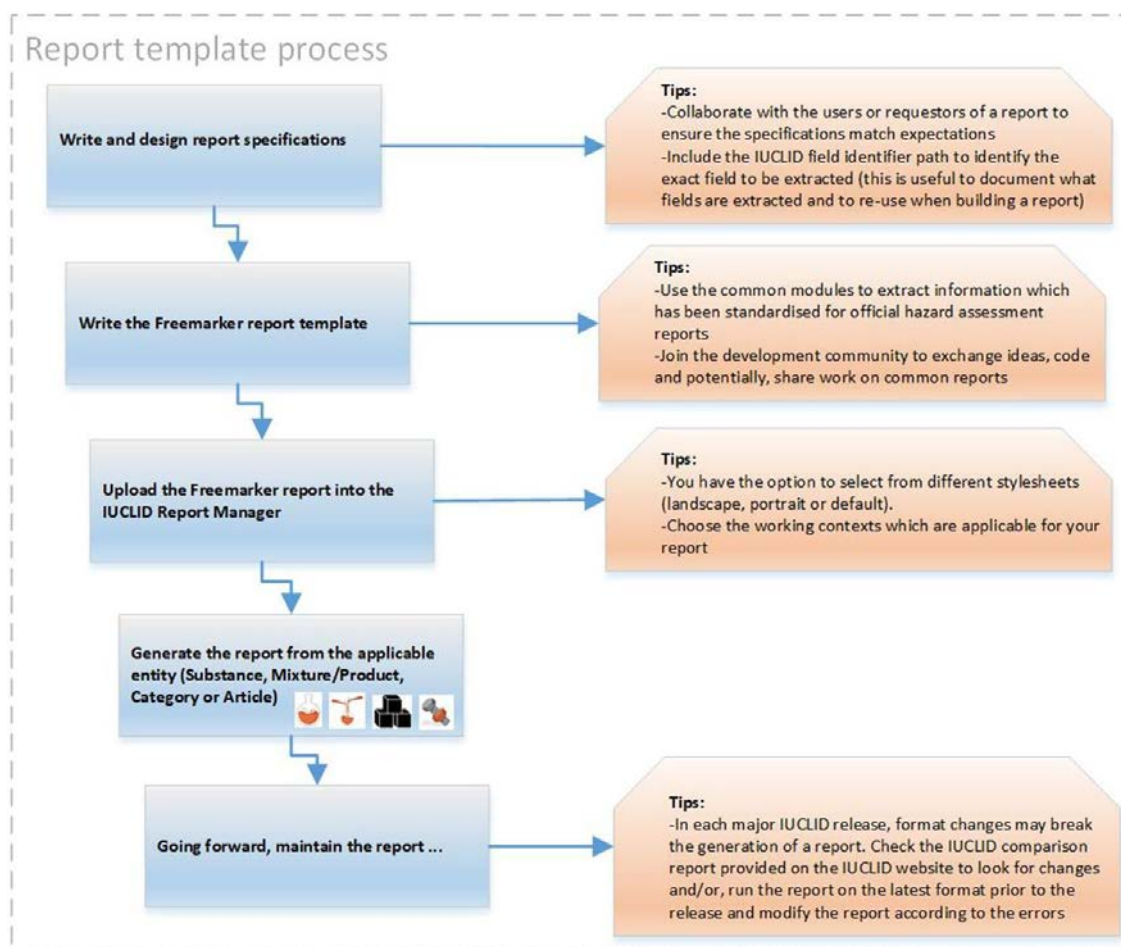 Report template process
Write and design report specifications
Tips:
-Collaborate with the users or requestors of a report to
ensure the specifications match expectations
-Include the IUCLID field identifier path to identify the
exact field to be extracted (this is useful to document what
fields are extracted and to re-use when building a report)
Write the Freemarker report template
Tips:
-Use the common modules to extract information which
has been standardised for official hazard assessment
reports
-Join the development community to exchange ideas, code
and potentially, share work on common reports
Upload the Freemarker report into the
IUCLID Report Manager
Tips:
-You have the option to select from different stylesheets
(landscape, portrait or default).
-Choose the working contexts which are applicable for your
report
Generate the report from the applicable
entity (Substance, Mixture/Product,
Category or Article)
Going forward, maintain the report ...
Tips:
-In each major IUCLID release, format changes may break
the generation of a report. Check the IUCLID comparison
report provided on the IUCLID website to look for changes
and/or, run the report on the latest format prior to the
release and modify the report according to the errors